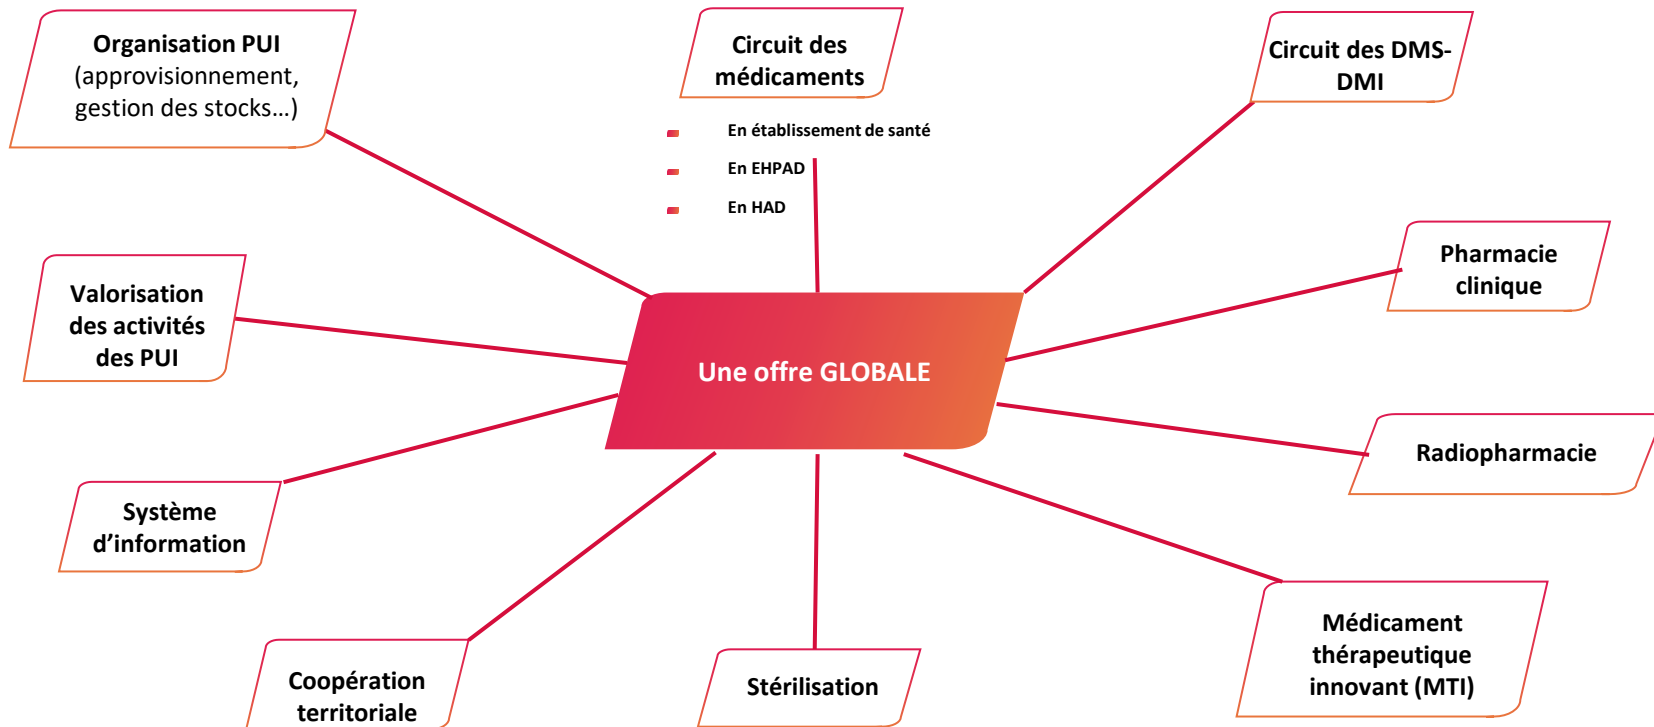 Organisation PUI
(approvisionnement,
gestion des stocks…)
Circuit des
médicaments
En établissement de santé
En EHPAD
En HAD
Circuit des DMS-
DMI
Valorisation
des activités
des PUI
Pharmacie
clinique
Une offre GLOBALE
Radiopharmacie
Système
d’information
Coopération
territoriale
Stérilisation
Médicament
thérapeutique
innovant (MTI)